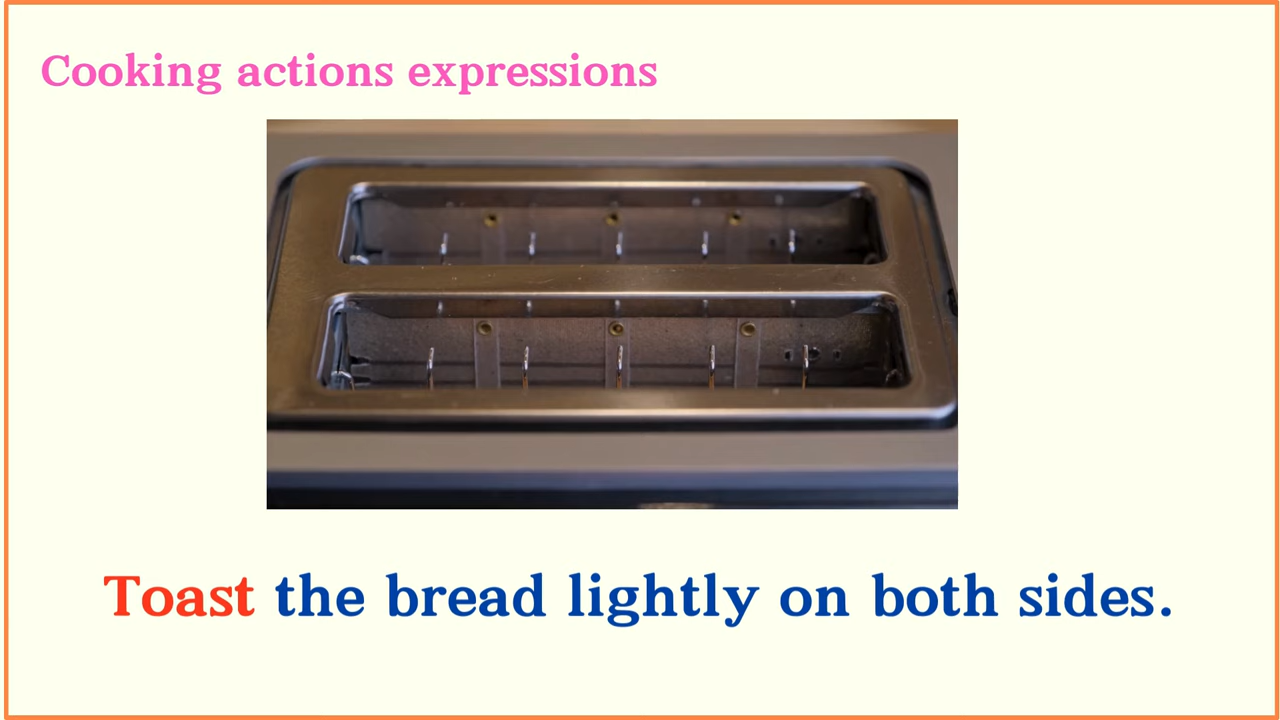 Cooking actions expressions
Toast the bread lightly on both sides.